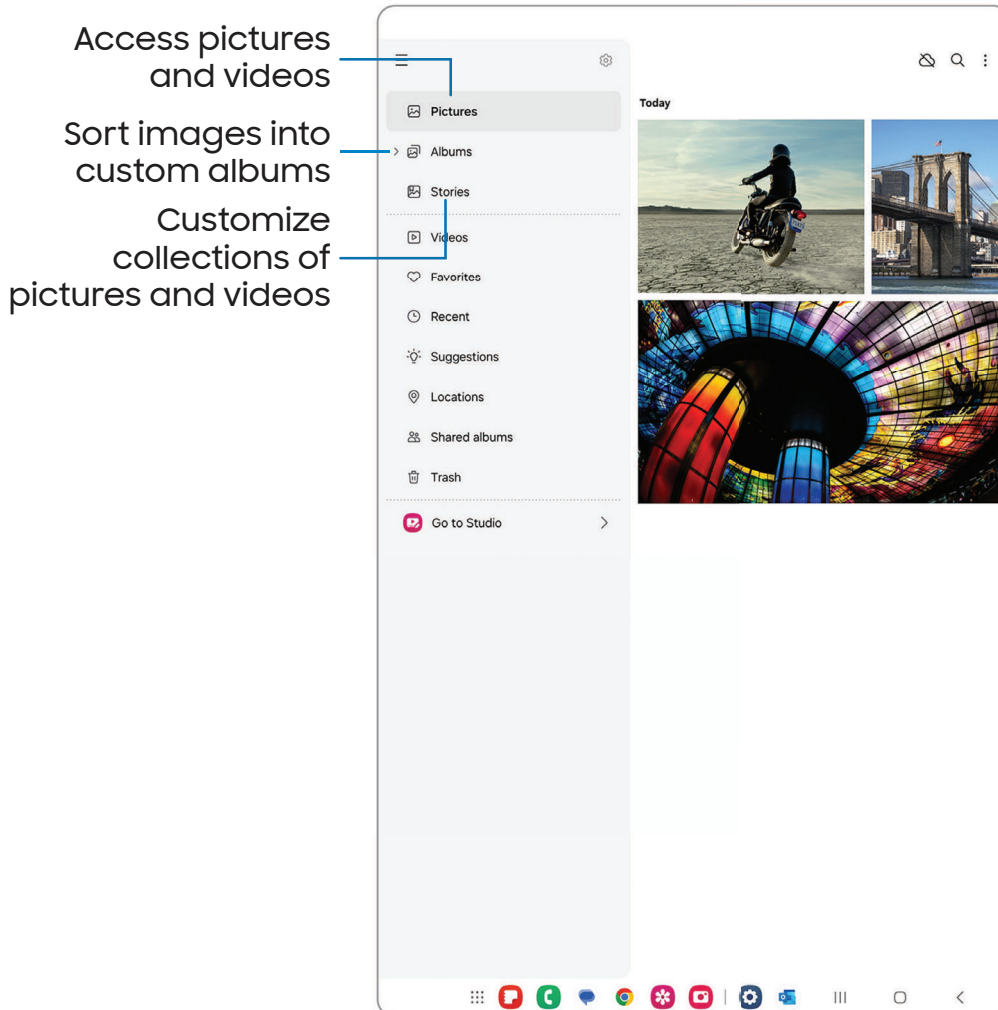 Access pictures
and videos
Sort images into
custom albums
Customize
collections of
pictures and videos
Pictures
Albums
Stories
Videos
Favorites
Recent
Suggestions
Locations
Shared albums
Trash
Go to Studio
Today